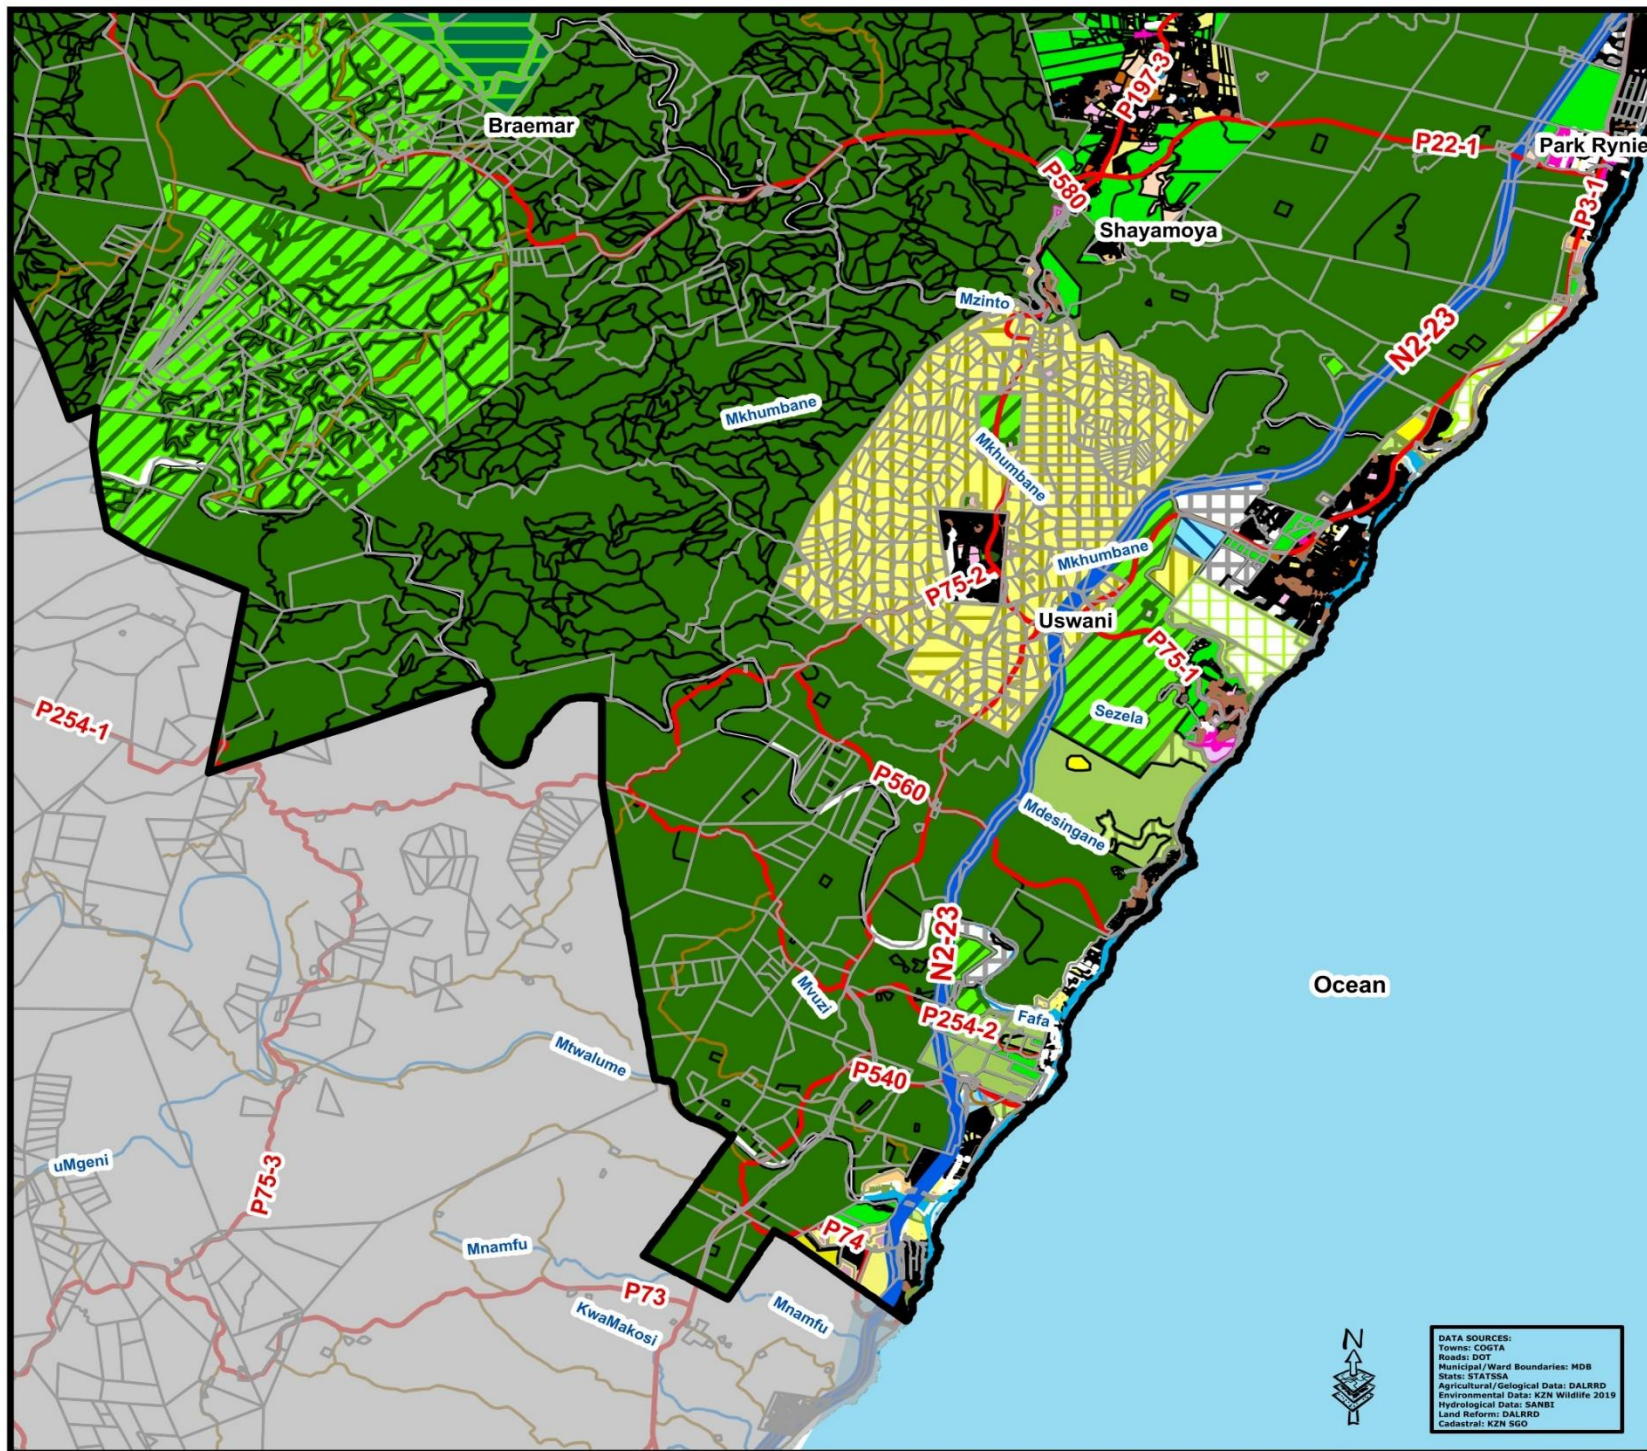 Braemar
P197-3
P22-1
Park Rynie
P580
P3-1
Shayamoya
Mzinto
N2-23
Mkhumbane
Mkhumbane
Mkhumbane
P75-2
Uswani
P75-1
P254-1
Sezela
P560
Mdesingane
N2-23
Ocean
Mvuzi
P254-2
Fafa
Mtwalume
P540
uMgeni
P75-3
P74
Mnamfu
P73
Mnamfu
KwaMakosi
N
DATA SOURCES:
Towns: COGTA
Roads: DOT
Municipal/Ward Boundaries: MDB
Stats: STATSSA
Agricultural/Gelogical Data: DALRRD
Environmental Data: KZN Wildlife 2019
Hydrological Data: SANBI
Land Reform: DALRRD
Cadastral: KZN SGO